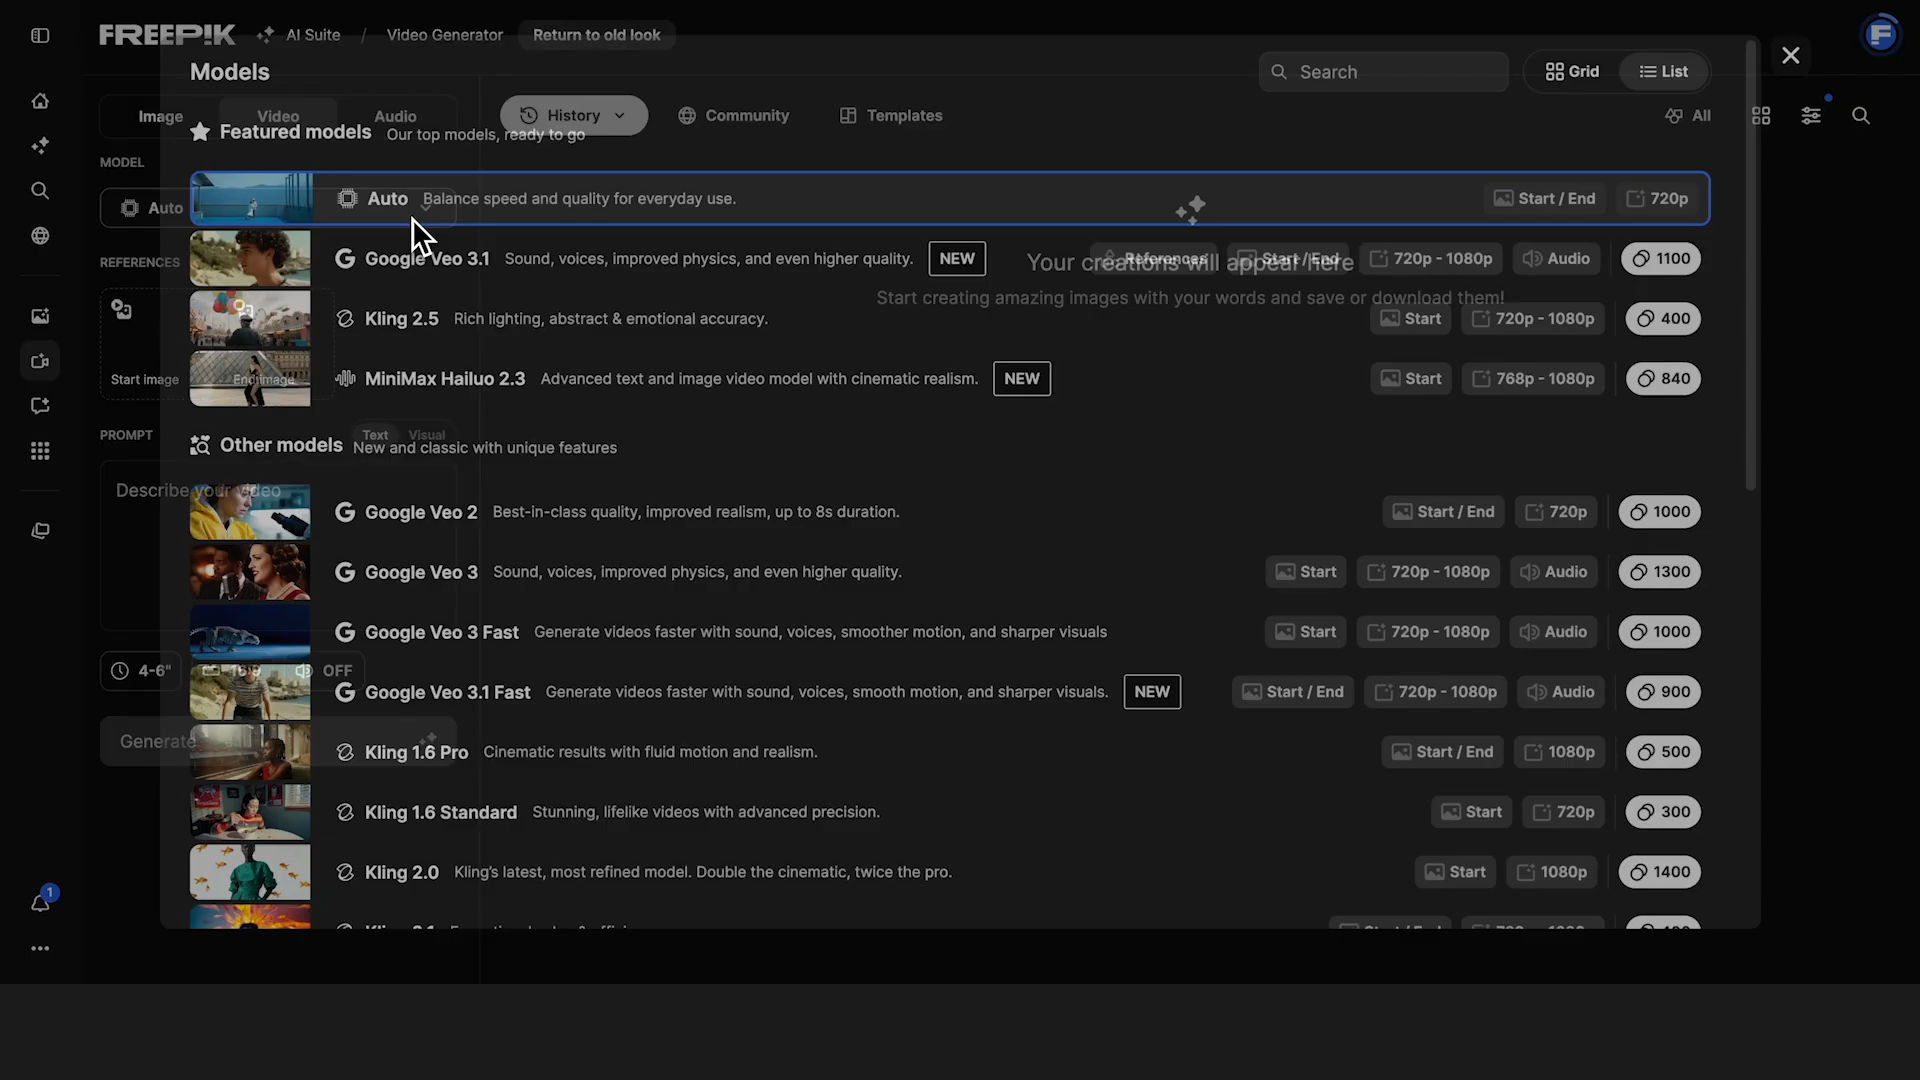 FREEPIK AI Suite / Video Generator Return to old look
Models Search Grid List
Image Video Audio History Community Templates All
Featured models Our top models, ready to go
MODEL
Auto
Auto Balance speed and quality for everyday use. Start / End 720p
REFERENCES
Google Veo 3.1 Sound, voices, improved physics, and even higher quality. NEW References Start / End 720p - 1080p Audio 1100
Your creations will appear here
Start creating amazing images with your words and save or download them!
Kling 2.5 Rich lighting, abstract & emotional accuracy. Start 720p - 1080p 400
Start image End image
MiniMax Hailuo 2.3 Advanced text and image video model with cinematic realism. NEW Start 768p - 1080p 840
PROMPT Text Visual
Other models New and classic with unique features
Describe your video
Google Veo 2 Best-in-class quality, improved realism, up to 8s duration. Start / End 720p 1000
Google Veo 3 Sound, voices, improved physics, and even higher quality. Start 720p - 1080p Audio 1300
Google Veo 3 Fast Generate videos faster with sound, voices, smoother motion, and sharper visuals Start 720p - 1080p Audio 1000
4-6" 16:9 OFF
Google Veo 3.1 Fast Generate videos faster with sound, voices, smooth motion, and sharper visuals. NEW Start / End 720p - 1080p Audio 900
Generate
Kling 1.6 Pro Cinematic results with fluid motion and realism. Start / End 1080p 500
Kling 1.6 Standard Stunning, lifelike videos with advanced precision. Start 720p 300
Kling 2.0 Kling's latest, most refined model. Double the cinematic, twice the pro. Start 1080p 1400
1